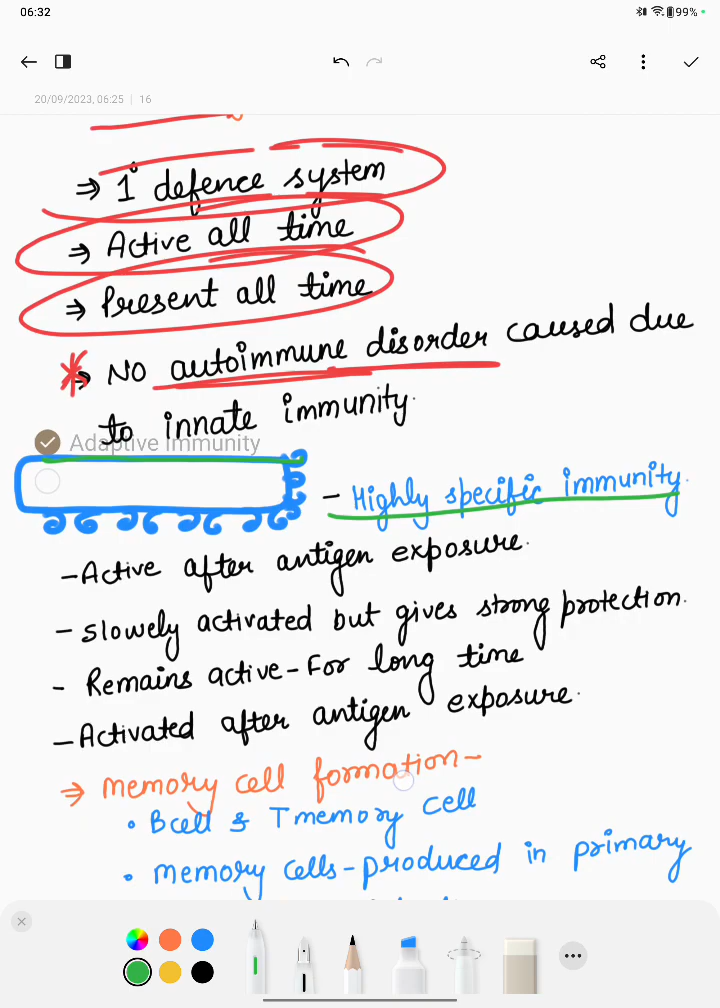 06:32
99%
20/09/2023, 06:25 | 16
⇒ 1° defence system
⇒ Active all time
⇒ Present all time
* ⇒ No autoimmune disorder caused due
to innate immunity.
Adaptive Immunity
- Highly specific immunity.
- Active after antigen exposure.
- slowely activated but gives strong protection.
- Remains active - For long time
- Activated after antigen exposure.
⇒ memory cell formation -
• Bcell & Tmemory cell
• memory cells - produced in primary